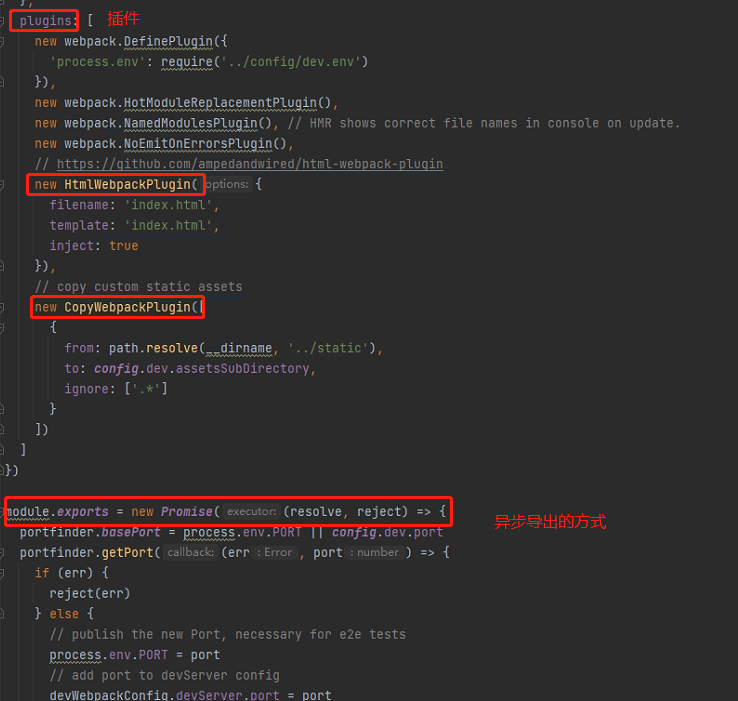 },
plugins: [ 插件
new webpack.DefinePlugin({
'process.env': require('../config/dev.env')
}),
new webpack.HotModuleReplacementPlugin(),
new webpack.NamedModulesPlugin(), // HMR shows correct file names in console on update.
new webpack.NoEmitOnErrorsPlugin(),
// https://github.com/ampedandwired/html-webpack-plugin
new HtmlWebpackPlugin( options: {
filename: 'index.html',
template: 'index.html',
inject: true
}),
// copy custom static assets
new CopyWebpackPlugin([
{
from: path.resolve(__dirname, '../static'),
to: config.dev.assetsSubDirectory,
ignore: ['.*']
}
])
]
})
module.exports = new Promise( executor: (resolve, reject) => { 异步导出的方式
portfinder.basePort = process.env.PORT || config.dev.port
portfinder.getPort( callback: (err : Error , port : number ) => {
if (err) {
reject(err)
} else {
// publish the new Port, necessary for e2e tests
process.env.PORT = port
// add port to devServer config
devWebpackConfig.devServer.port = port